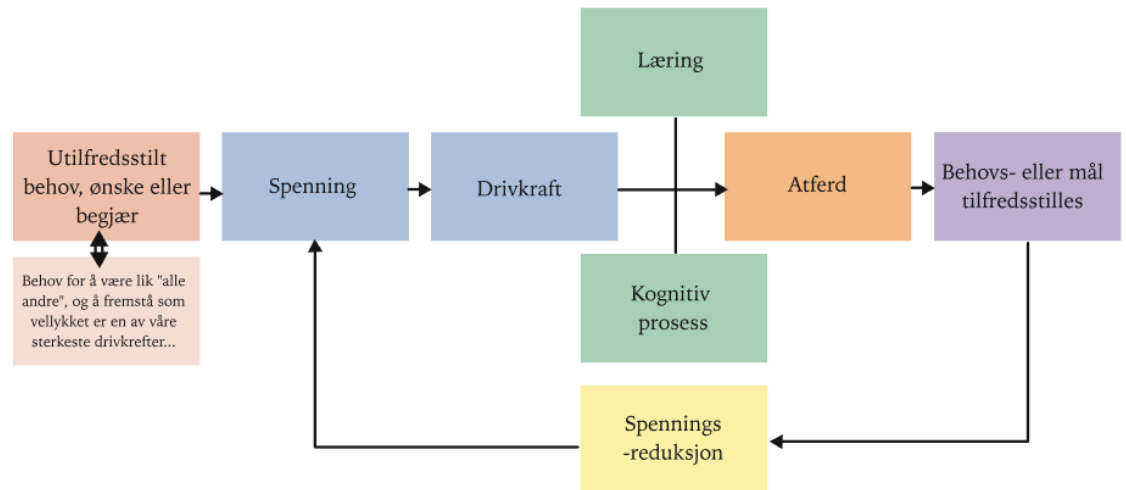 Læring
Utilfredsstilt
behov, ønske eller
begjær
Spenning
Drivkraft
Atferd
Behovs- eller mål
tilfredsstilles
Behov for å være lik "alle
andre", og å fremstå som
vellykket er en av våre
sterkeste drivkrefter...
Kognitiv
prosess
Spennings
-reduksjon